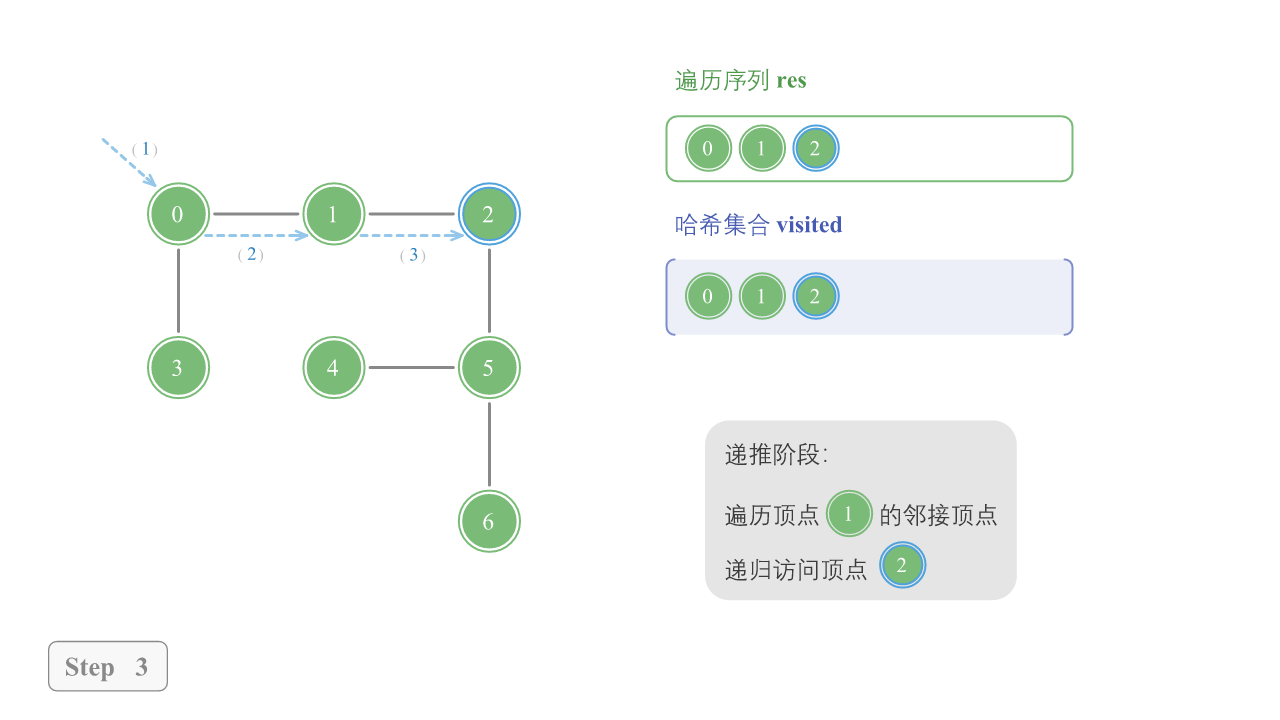 遍历序列 res
0 1 2
哈希集合 visited
0 1 2
(1)
0 1 2
(2) (3)
3 4 5
6
递推阶段:
遍历顶点 1 的邻接顶点
递归访问顶点 2
Step 3